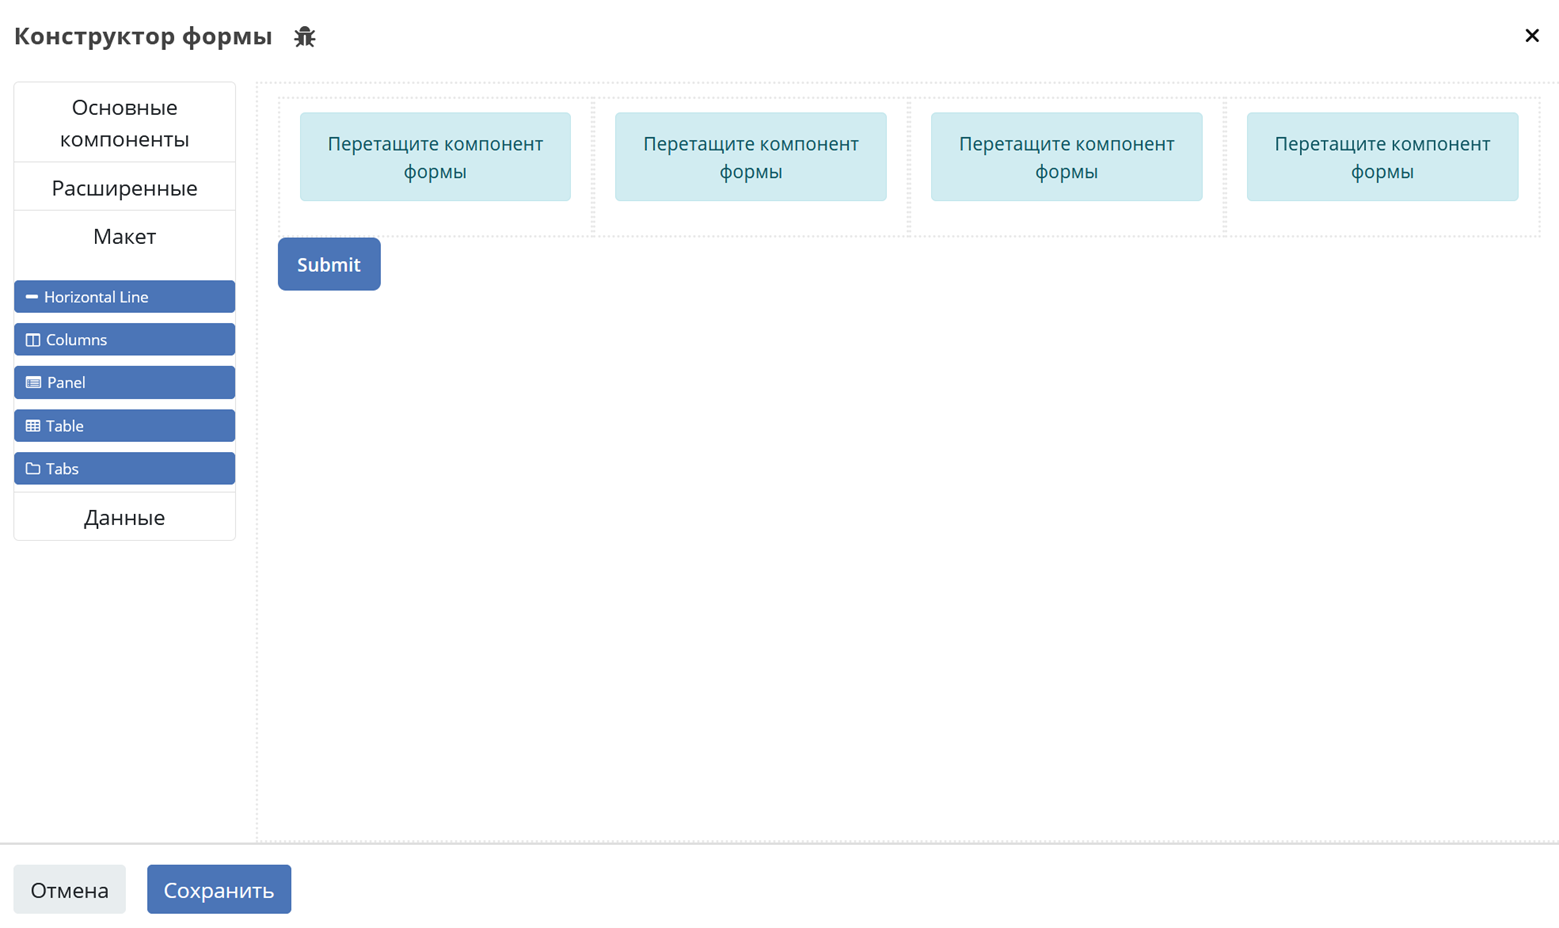 Конструктор формы
Основные
компоненты
Расширенные
Макет
Horizontal Line
Columns
Panel
Table
Tabs
Данные
Перетащите компонент
формы
Перетащите компонент
формы
Перетащите компонент
формы
Перетащите компонент
формы
Submit
Отмена
Сохранить